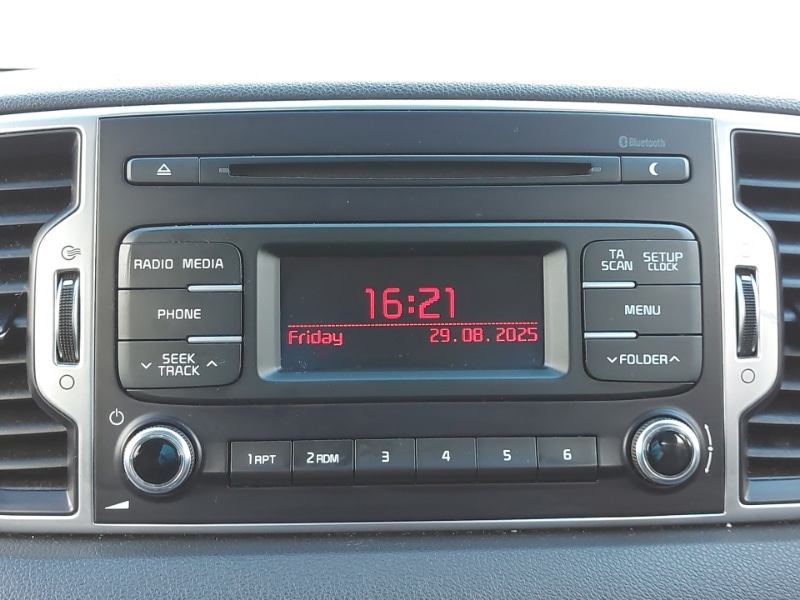 Bluetooth
RADIO MEDIA
TA SCAN
SETUP CLOCK
PHONE
16:21
MENU
Friday 29.08.2025
SEEK
TRACK
FOLDER
1 RPT 2 RDM 3 4 5 6